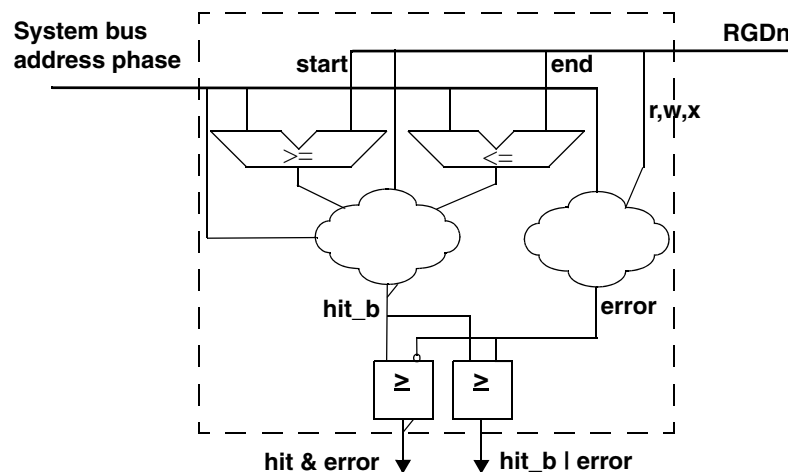 System bus
address phase
RGDn
start
end
r,w,x
>=
<=
hit_b
error
≥
≥
hit & error
hit_b | error